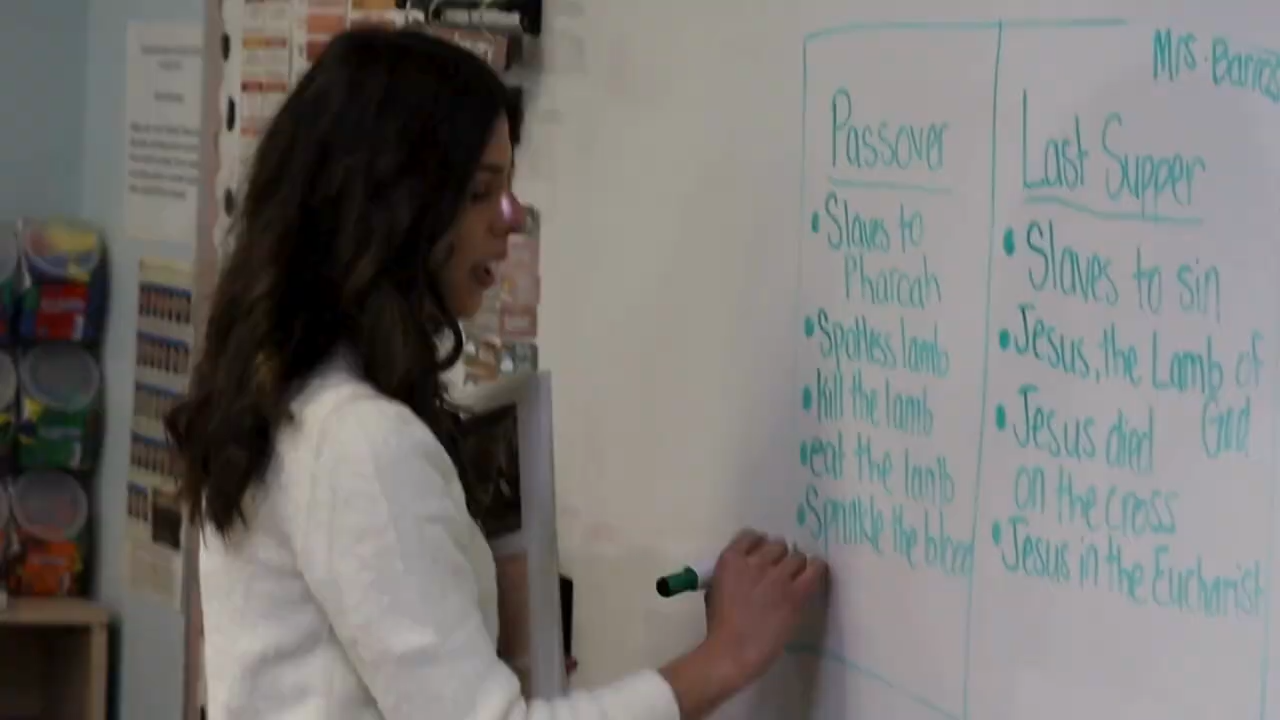 Mrs. Barres
Passover
• Slaves to
Pharoah
• Spotless lamb
• kill the lamb
• eat the lamb
• Sprinkle the blood
Last Supper
• Slaves to sin
• Jesus, the Lamb of
God
• Jesus died
on the cross
• Jesus in the Eucharist